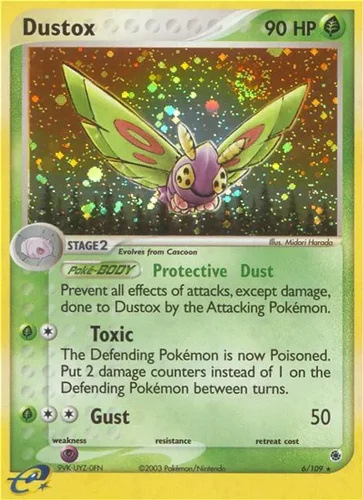 Dustox
90 HP
Illus. Midori Harada
STAGE2
Evolves from Cascoon
Poké-BODY Protective Dust
Prevent all effects of attacks, except damage,
done to Dustox by the Attacking Pokémon.
Toxic
The Defending Pokémon is now Poisoned.
Put 2 damage counters instead of 1 on
the Defending Pokémon between turns.
Gust 50
weakness resistance retreat cost
9VK-UYZ-0FN ©2003 Pokémon/Nintendo 6/109 ★
e